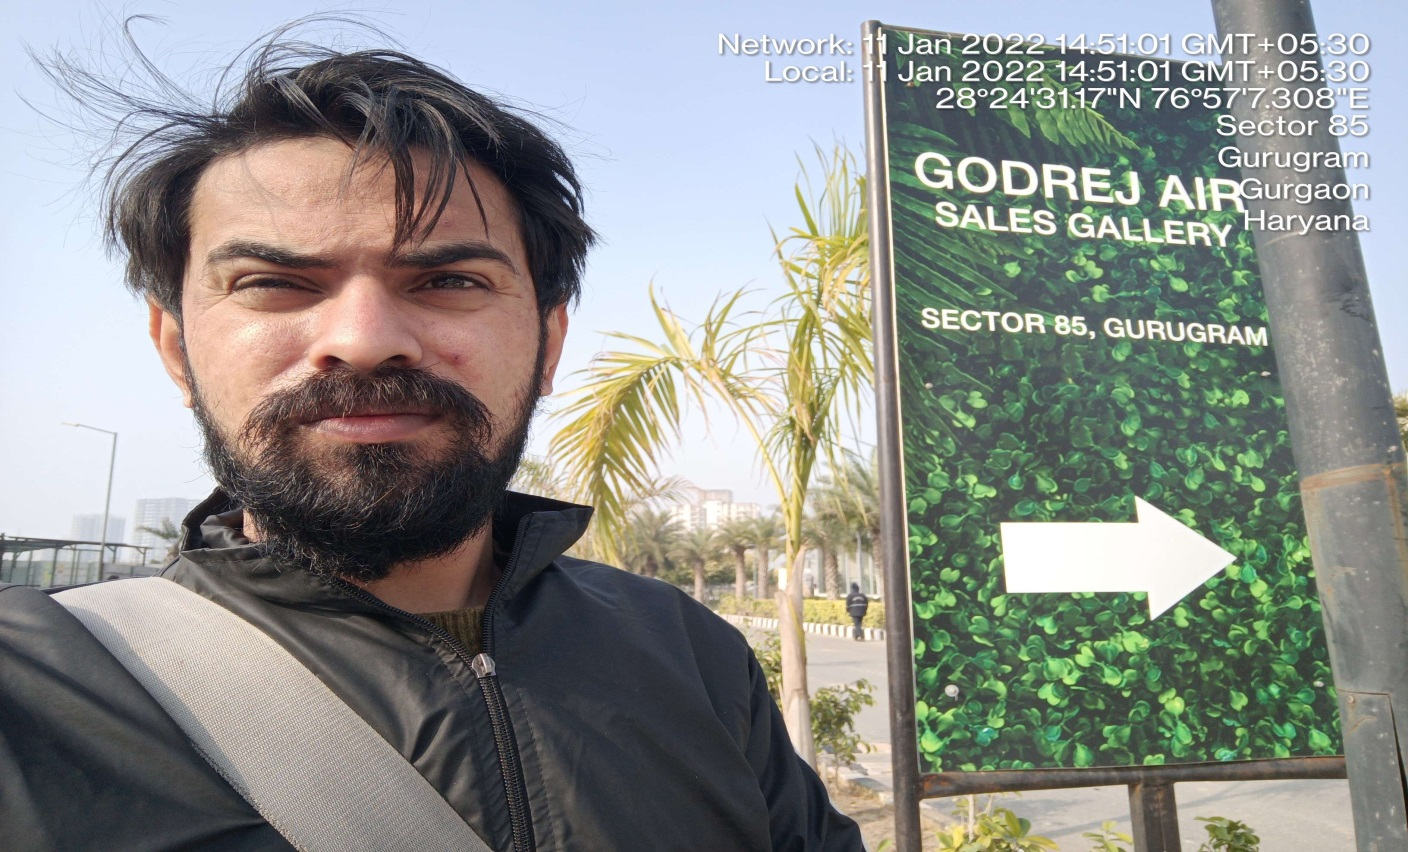 Network: 11 Jan 2022 14:51:01 GMT+05:30
Local: 11 Jan 2022 14:51:01 GMT+05:30
28°24'31.17"N 76°57'7.308"E
Sector 85
Gurugram
Gurgaon
Haryana
GODREJ AIR
SALES GALLERY
SECTOR 85, GURUGRAM